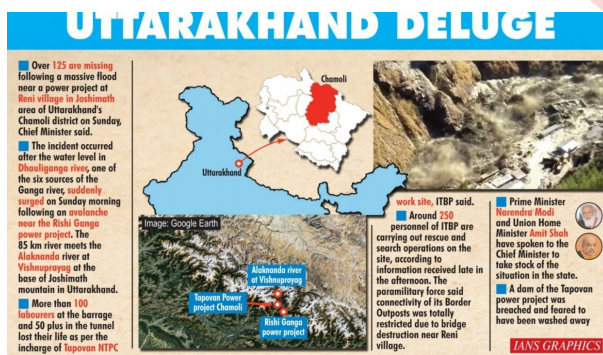 UTTARAKHAND DELUGE
Over 125 are missing
following a massive flood
near a power project at
Reni village in Joshimath
area of Uttarakhand's
Chamoli district on Sunday,
Chief Minister said.
The incident occurred
after the water level in
Dhauliganga river, one of
the six sources of the
Ganga river, suddenly
surged on Sunday morning
following an avalanche
near the Rishi Ganga
power project. The
85 km river meets the
Alaknanda river at
Vishnuprayag at the
base of Joshimath
mountain in Uttarakhand.
More than 100
labourers at the barrage
and 50 plus in the tunnel
lost their life as per the
incharge of Tapovan NTPC
Chamoli
Uttarakhand
Image: Google Earth
Alaknanda river
at Vishnuprayag
Tapovan Power
project Chamoli
Rishi Ganga
power project
work site, ITBP said.
Around 250
personnel of ITBP are
carrying out rescue and
search operations on the
site, according to
information received late in
the afternoon. The
paramilitary force said
connectivity of its Border
Outposts was totally
restricted due to bridge
destruction near Reni
village.
Prime Minister
Narendra Modi
and Union Home
Minister Amit Shah
have spoken to the
Chief Minister to
take stock of the
situation in the state.
A dam of the Tapovan
power project was
breached and feared to
have been washed away
IANS GRAPHICS